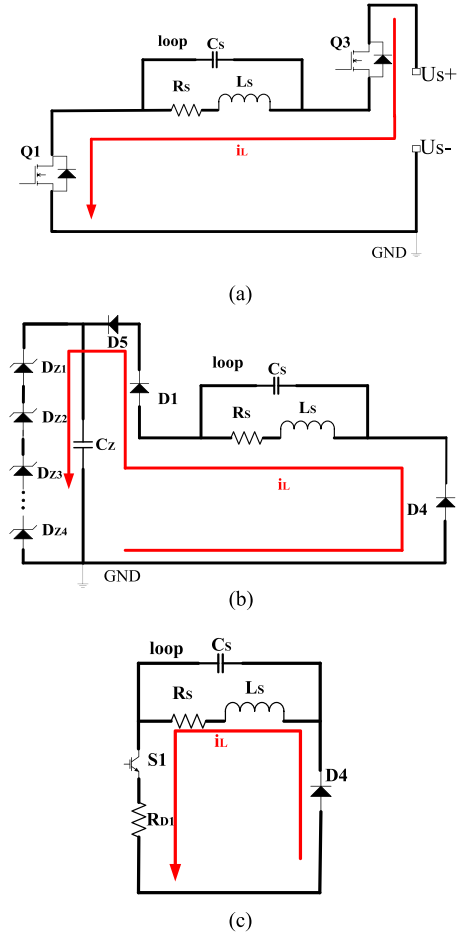 Q3
loop
Cs
Us+
Rs
Ls
Us-
Q1
iL
GND
(a)
D5
DZ1
loop
Cs
D1
DZ2
Rs
Ls
CZ
DZ3
iL
D4
DZ4
GND
(b)
loop
Cs
Rs
Ls
iL
S1
D4
RD1
(c)